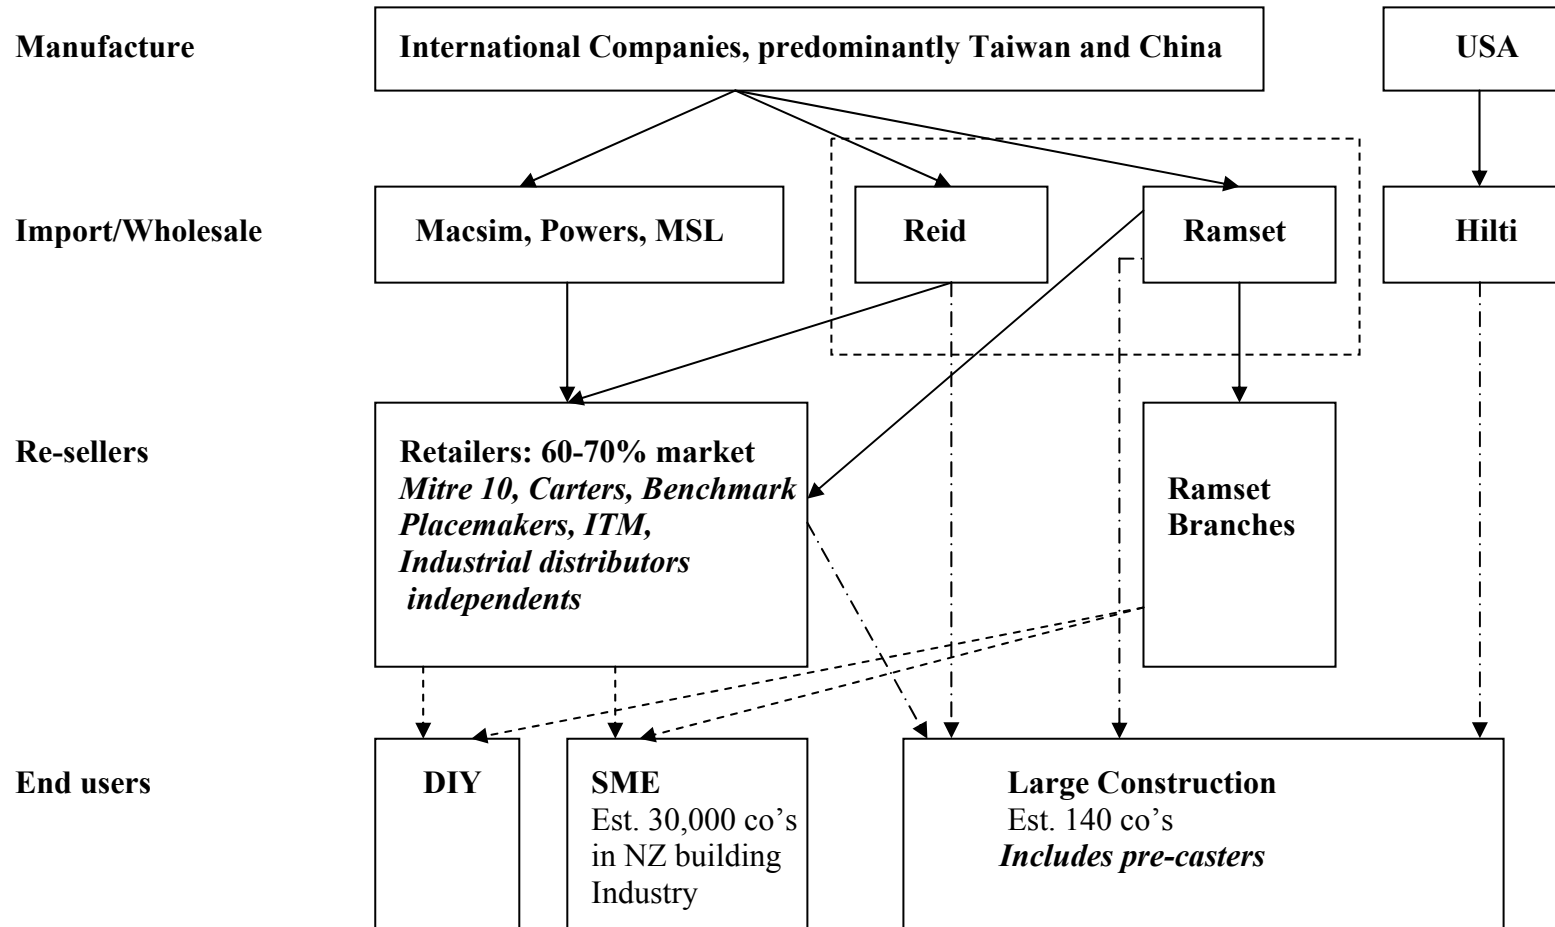 Manufacture
International Companies, predominantly Taiwan and China
USA
Import/Wholesale
Macsim, Powers, MSL
Reid
Ramset
Hilti
Re-sellers
Retailers: 60-70% market
Mitre 10, Carters, Benchmark
Placemakers, ITM,
Industrial distributors
independents
Ramset
Branches
End users
DIY
SME
Est. 30,000 co’s
in NZ building
Industry
Large Construction
Est. 140 co’s
Includes pre-casters